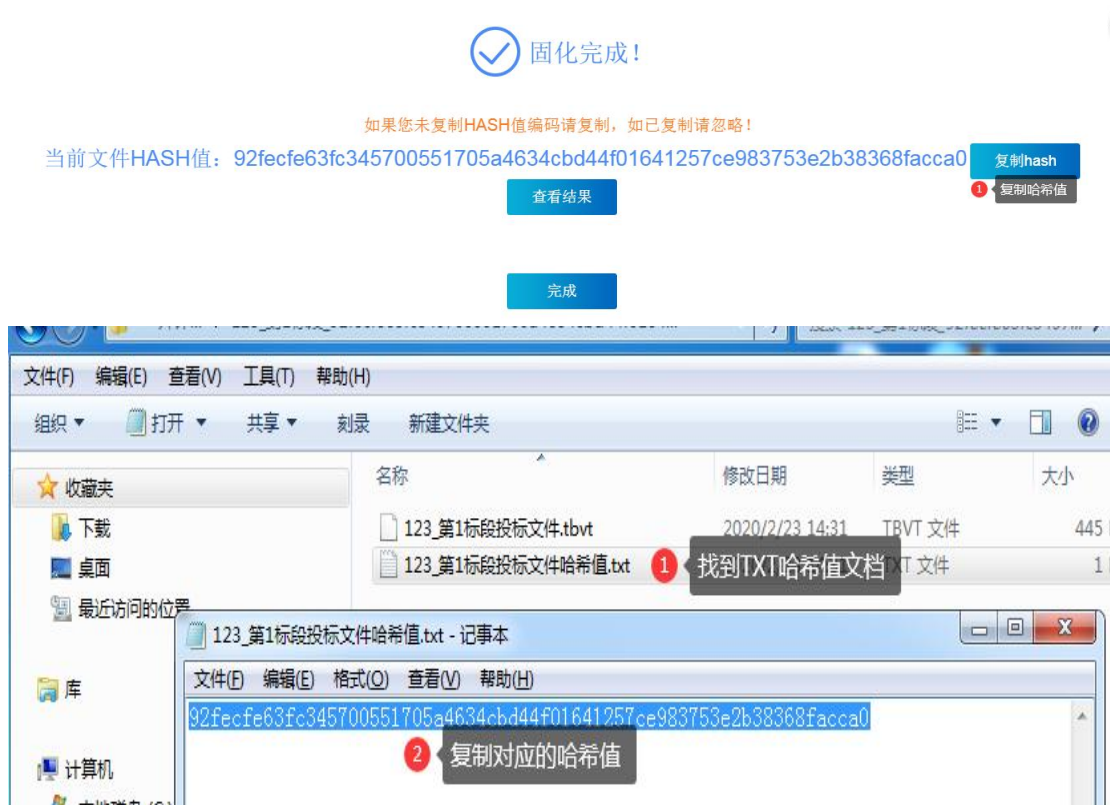 固化完成！
如果您未复制HASH值编码请复制，如已复制请忽略！
当前文件HASH值：92fecfe63fc345700551705a4634cbd44f01641257ce983753e2b38368facca0 复制hash
1 复制哈希值
查看结果
完成
文件(F) 编辑(E) 查看(V) 工具(T) 帮助(H)
组织 打开 共享 刻录 新建文件夹
名称 修改日期 类型 大小
收藏夹
下载 123_第1标段投标文件.tbvt 2020/2/23 14:31 TBVT 文件 445
桌面 123_第1标段投标文件哈希值.txt 1 找到TXT哈希值文档 TXT 文件 1
最近访问的位置
123_第1标段投标文件哈希值.txt - 记事本
文件(F) 编辑(E) 格式(O) 查看(V) 帮助(H)
库
92fecfe63fc345700551705a4634cbd44f01641257ce983753e2b38368facca0
2 复制对应的哈希值
计算机